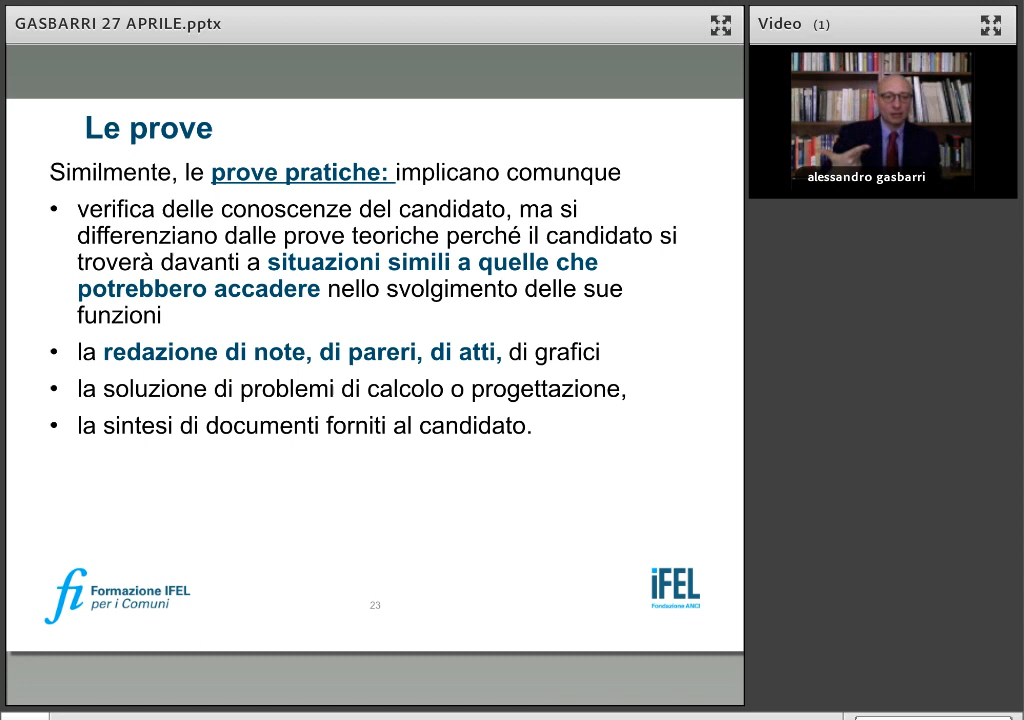 GASBARRI 27 APRILE.pptx
Video (1)
alessandro gasbarri
Le prove
Similmente, le prove pratiche: implicano comunque
• verifica delle conoscenze del candidato, ma si
differenziano dalle prove teoriche perché il candidato si
troverà davanti a situazioni simili a quelle che
potrebbero accadere nello svolgimento delle sue
funzioni
• la redazione di note, di pareri, di atti, di grafici
• la soluzione di problemi di calcolo o progettazione,
• la sintesi di documenti forniti al candidato.
fi Formazione IFEL
per i Comuni
23
iFEL
Fondazione ANCI